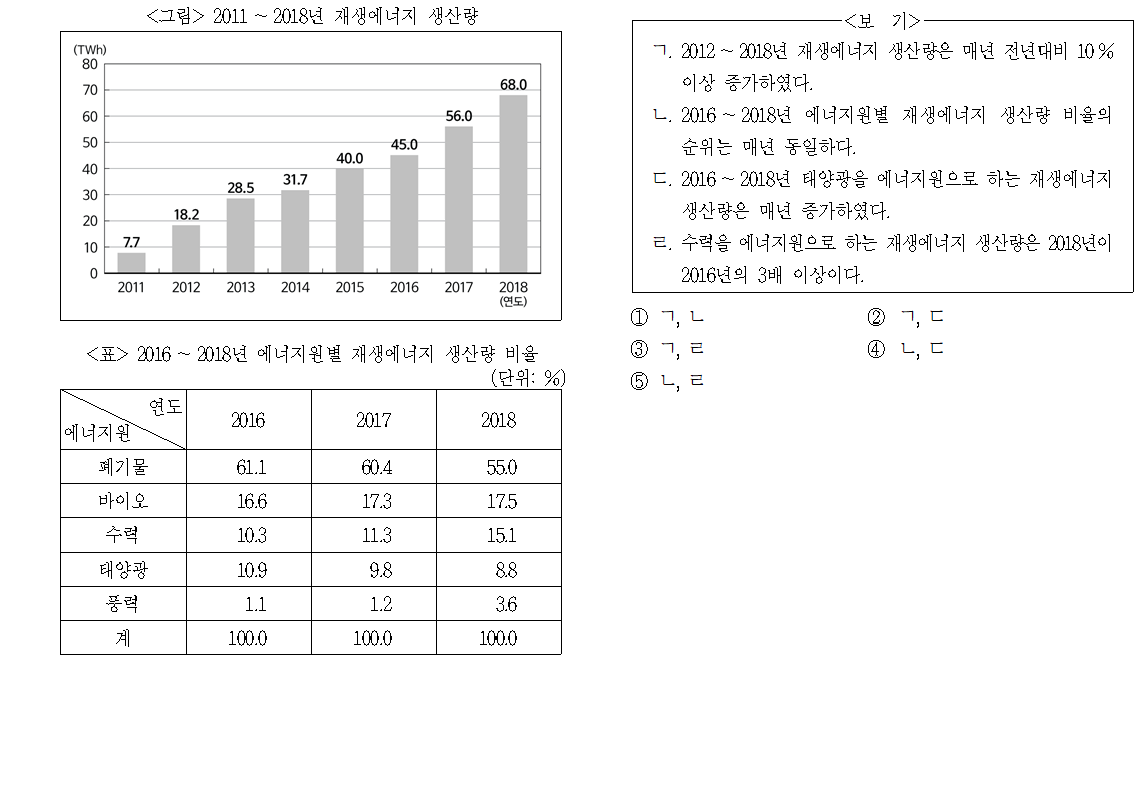 <그림> 2011 ~ 2018년 재생에너지 생산량
(TWh)
80
70
60
50
40
30
20
10
0
7.7
18.2
28.5
31.7
40.0
45.0
56.0
68.0
2011 2012 2013 2014 2015 2016 2017 2018
(연도)
<표> 2016 ~ 2018년 에너지원별 재생에너지 생산량 비율
(단위: %)
연도
에너지원
2016 2017 2018
폐기물 61.1 60.4 55.0
바이오 16.6 17.3 17.5
수력 10.3 11.3 15.1
태양광 10.9 9.8 8.8
풍력 1.1 1.2 3.6
계 100.0 100.0 100.0
<보 기>
ㄱ. 2012 ~ 2018년 재생에너지 생산량은 매년 전년대비 10 %
이상 증가하였다.
ㄴ. 2016 ~ 2018년 에너지원별 재생에너지 생산량 비율의
순위는 매년 동일하다.
ㄷ. 2016 ~ 2018년 태양광을 에너지원으로 하는 재생에너지
생산량은 매년 증가하였다.
ㄹ. 수력을 에너지원으로 하는 재생에너지 생산량은 2018년이
2016년의 3배 이상이다.
① ㄱ, ㄴ ② ㄱ, ㄷ
③ ㄱ, ㄹ ④ ㄴ, ㄷ
⑤ ㄴ, ㄹ